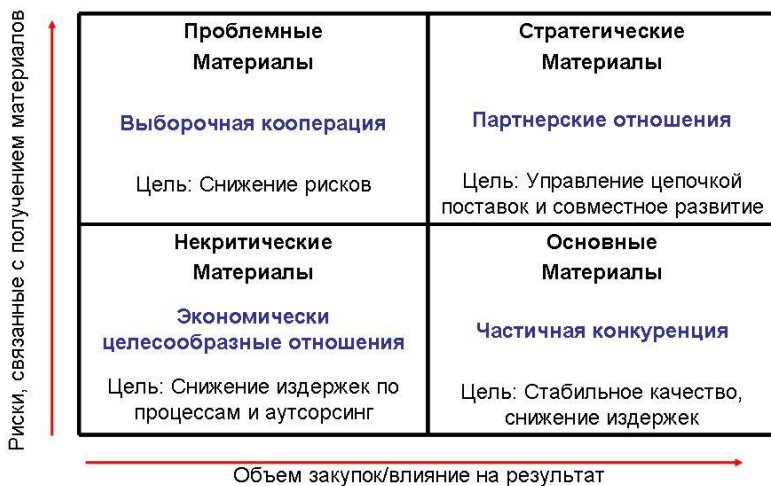 Риски, связанные с получением материалов
Проблемные
Материалы
Выборочная кооперация
Цель: Снижение рисков
Стратегические
Материалы
Партнерские отношения
Цель: Управление цепочкой
поставок и совместное развитие
Некритические
Материалы
Экономически
целесообразные отношения
Цель: Снижение издержек по
процессам и аутсорсинг
Основные
Материалы
Частичная конкуренция
Цель: Стабильное качество,
снижение издержек
Объем закупок/влияние на результат